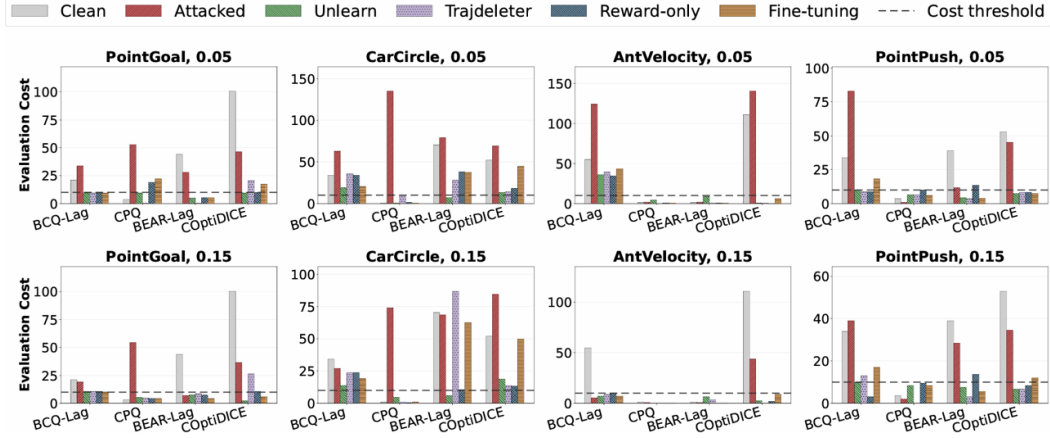 Clean Attacked Unlearn Trajdeleter Reward-only Fine-tuning Cost threshold
PointGoal, 0.05 CarCircle, 0.05 AntVelocity, 0.05 PointPush, 0.05
Evaluation Cost
100
75
50
25
0
BCQ-Lag CPQ BEAR-Lag COptiDICE
150
100
50
0
BCQ-Lag CPQ BEAR-Lag COptiDICE
150
100
50
0
BCQ-Lag CPQ BEAR-Lag COptiDICE
100
75
50
25
0
BCQ-Lag CPQ BEAR-Lag COptiDICE
PointGoal, 0.15 CarCircle, 0.15 AntVelocity, 0.15 PointPush, 0.15
Evaluation Cost
100
75
50
25
0
BCQ-Lag CPQ BEAR-Lag COptiDICE
100
75
50
25
0
BCQ-Lag CPQ BEAR-Lag COptiDICE
100
50
0
BCQ-Lag CPQ BEAR-Lag COptiDICE
60
40
20
0
BCQ-Lag CPQ BEAR-Lag COptiDICE